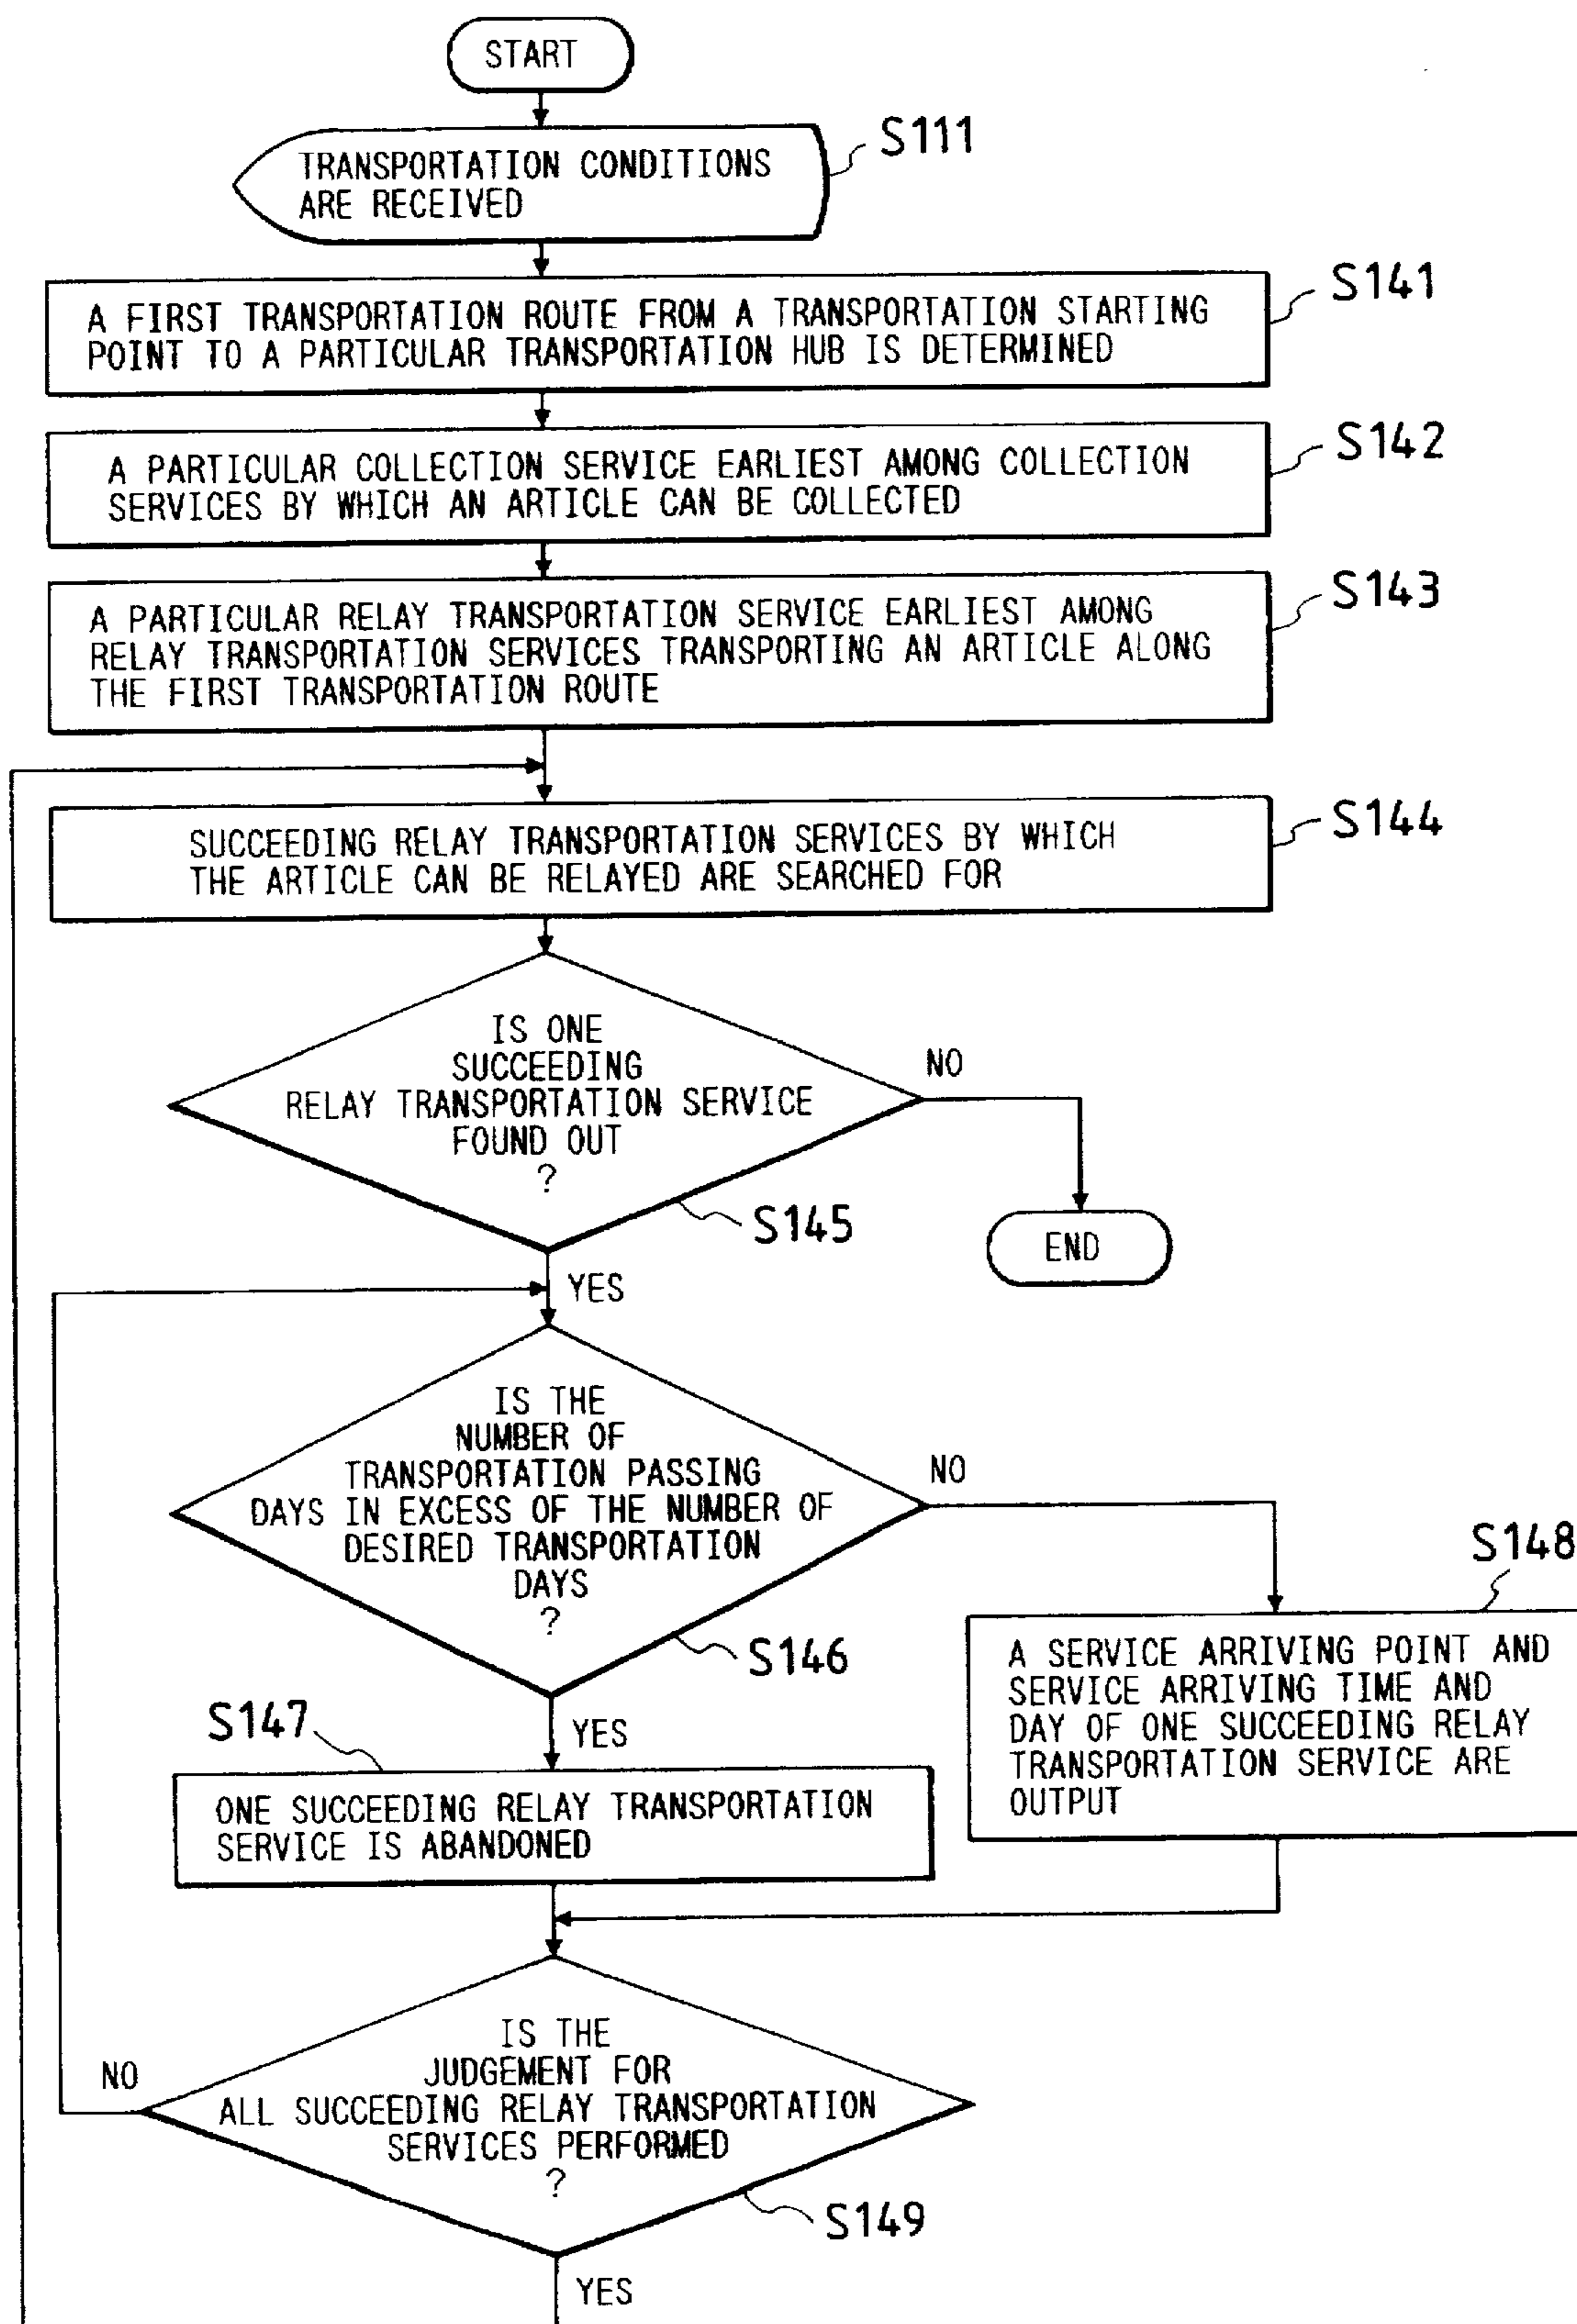 START
TRANSPORTATION CONDITIONS
ARE RECEIVED
S111
A FIRST TRANSPORTATION ROUTE FROM A TRANSPORTATION STARTING
POINT TO A PARTICULAR TRANSPORTATION HUB IS DETERMINED
S141
A PARTICULAR COLLECTION SERVICE EARLIEST AMONG COLLECTION
SERVICES BY WHICH AN ARTICLE CAN BE COLLECTED
S142
A PARTICULAR RELAY TRANSPORTATION SERVICE EARLIEST AMONG
RELAY TRANSPORTATION SERVICES TRANSPORTING AN ARTICLE ALONG
THE FIRST TRANSPORTATION ROUTE
S143
SUCCEEDING RELAY TRANSPORTATION SERVICES BY WHICH
THE ARTICLE CAN BE RELAYED ARE SEARCHED FOR
S144
IS ONE
SUCCEEDING
RELAY TRANSPORTATION SERVICE
FOUND OUT
?
NO
S145
END
YES
IS THE
NUMBER OF
TRANSPORTATION PASSING
DAYS IN EXCESS OF THE NUMBER OF
DESIRED TRANSPORTATION
DAYS
?
NO
S146
S148
A SERVICE ARRIVING POINT AND
SERVICE ARRIVING TIME AND
DAY OF ONE SUCCEEDING RELAY
TRANSPORTATION SERVICE ARE
OUTPUT
S147
YES
ONE SUCCEEDING RELAY TRANSPORTATION
SERVICE IS ABANDONED
IS THE
JUDGEMENT FOR
ALL SUCCEEDING RELAY TRANSPORTATION
SERVICES PERFORMED
?
NO
S149
YES